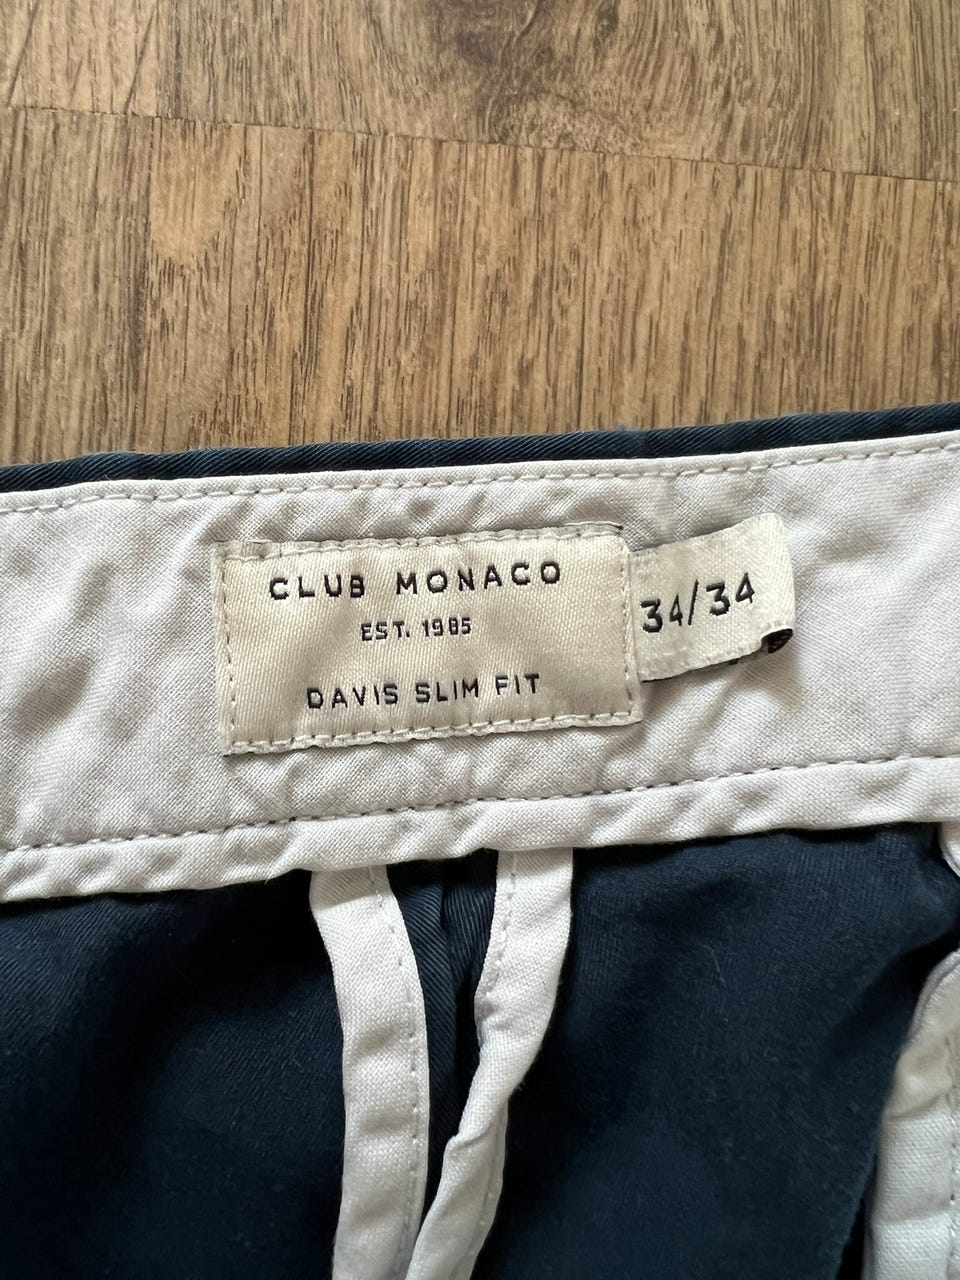 CLUB MONACO
EST. 1985
DAVIS SLIM FIT
34/34